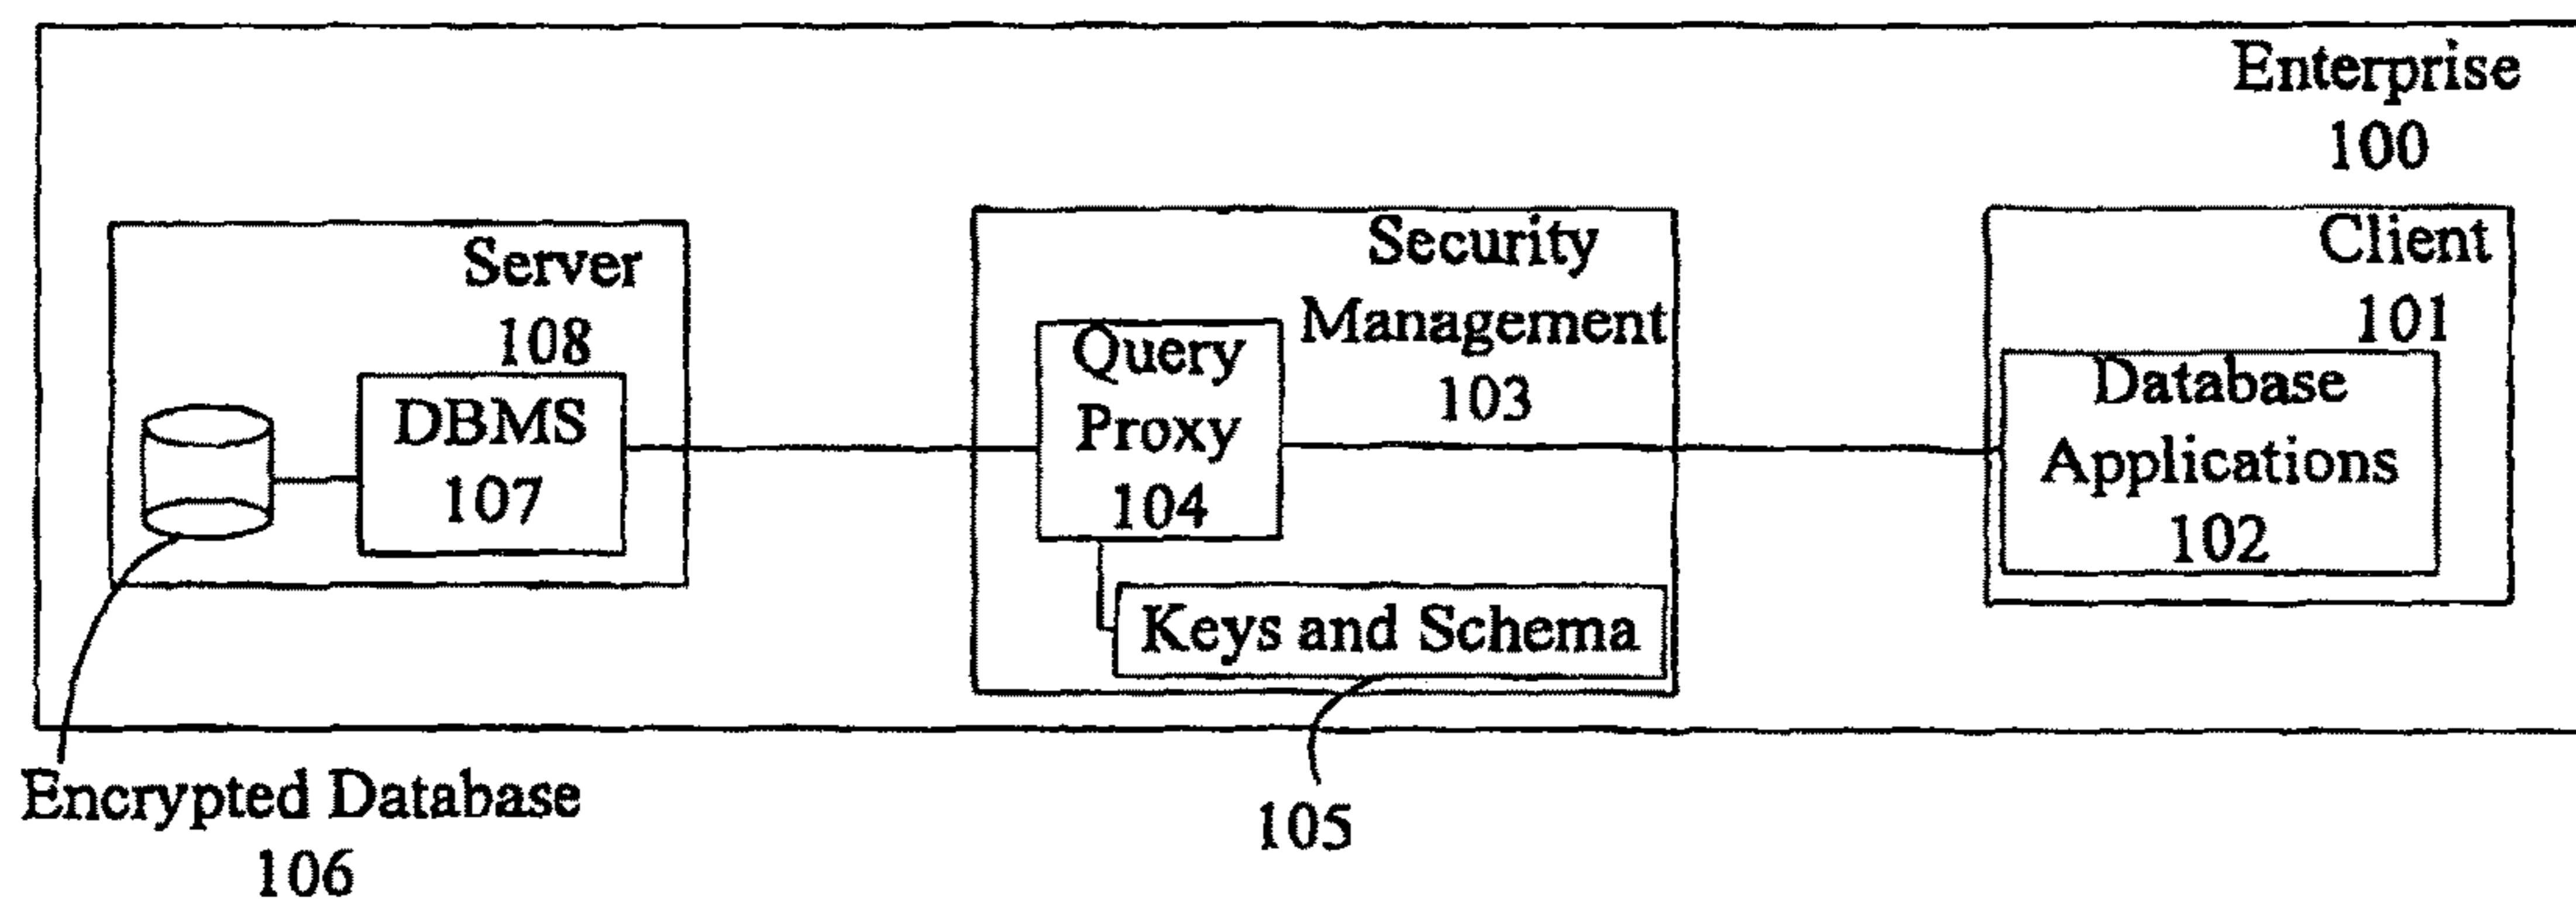 Enterprise
100
Server
108
DBMS
107
Security
Management
103
Query
Proxy
104
Keys and Schema
Client
101
Database
Applications
102
Encrypted Database
106
105